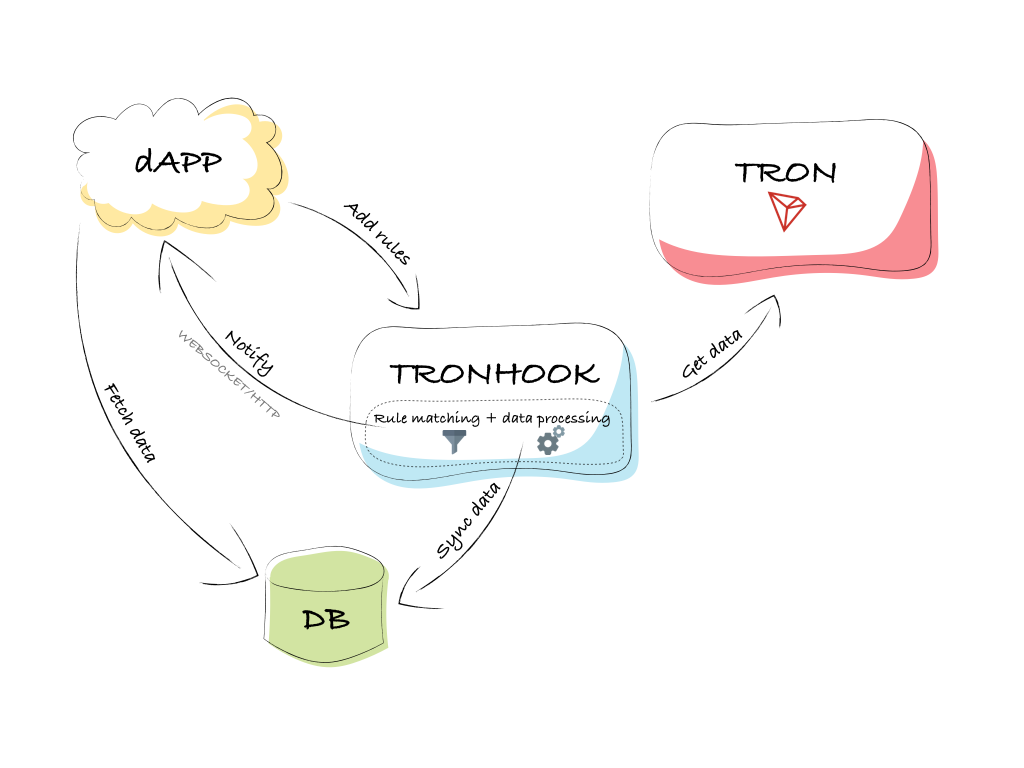 dAPP
TRON
Add rules
Notify
WEBSOCKET/HTTP
Get data
TRONHOOK
Rule matching + data processing
Fetch data
Sync data
DB